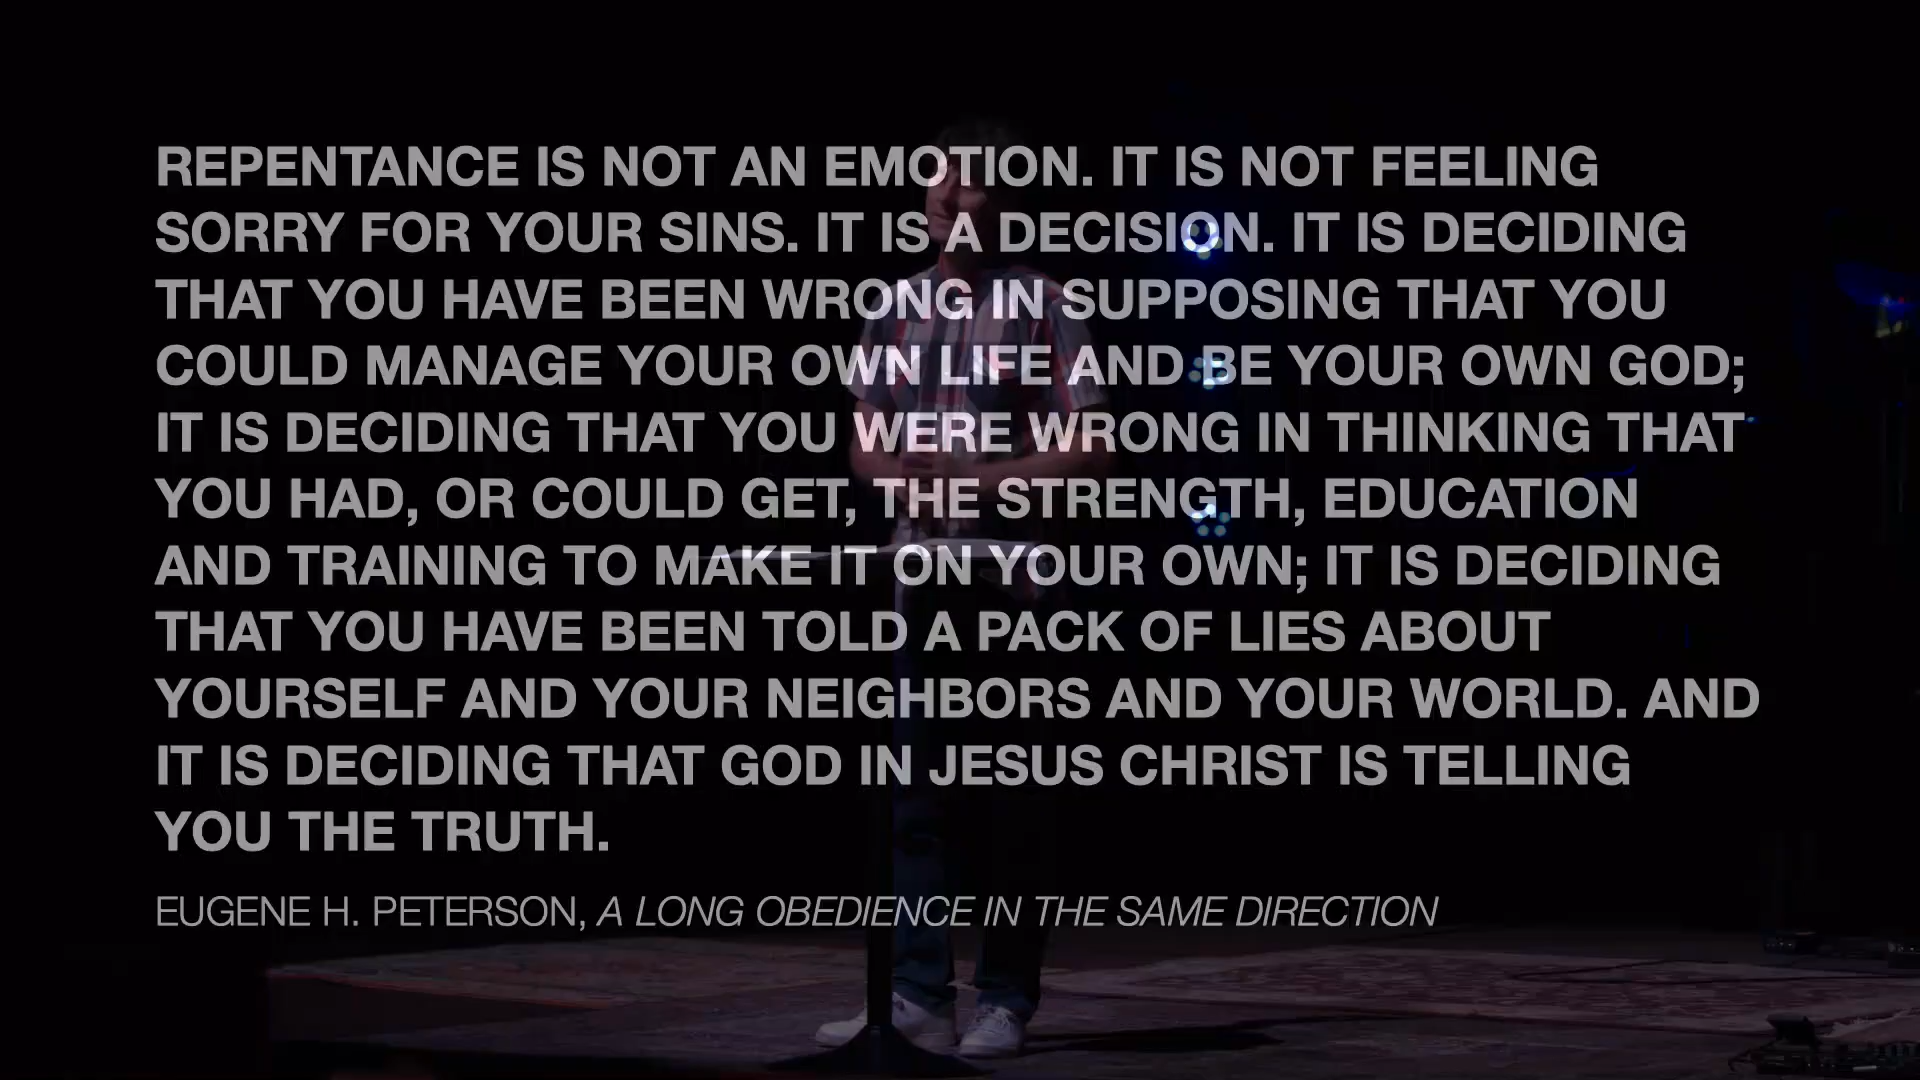 REPENTANCE IS NOT AN EMOTION. IT IS NOT FEELING
SORRY FOR YOUR SINS. IT IS A DECISION. IT IS DECIDING
THAT YOU HAVE BEEN WRONG IN SUPPOSING THAT YOU
COULD MANAGE YOUR OWN LIFE AND BE YOUR OWN GOD;
IT IS DECIDING THAT YOU WERE WRONG IN THINKING THAT
YOU HAD, OR COULD GET, THE STRENGTH, EDUCATION
AND TRAINING TO MAKE IT ON YOUR OWN; IT IS DECIDING
THAT YOU HAVE BEEN TOLD A PACK OF LIES ABOUT
YOURSELF AND YOUR NEIGHBORS AND YOUR WORLD. AND
IT IS DECIDING THAT GOD IN JESUS CHRIST IS TELLING
YOU THE TRUTH.
EUGENE H. PETERSON, A LONG OBEDIENCE IN THE SAME DIRECTION